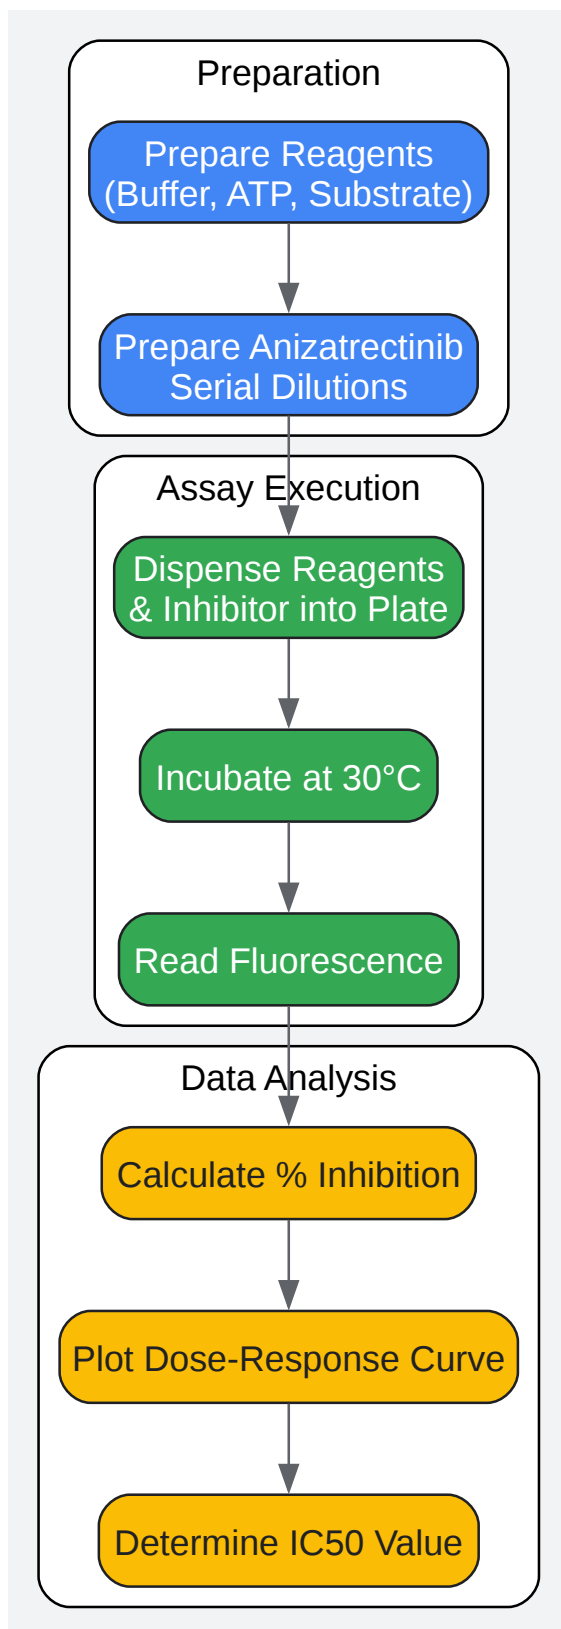 Preparation
Prepare Reagents
(Buffer, ATP, Substrate)
Prepare Anizatrectinib
Serial Dilutions
Assay Execution
Dispense Reagents
& Inhibitor into Plate
Incubate at 30°C
Read Fluorescence
Data Analysis
Calculate % Inhibition
Plot Dose-Response Curve
Determine IC50 Value